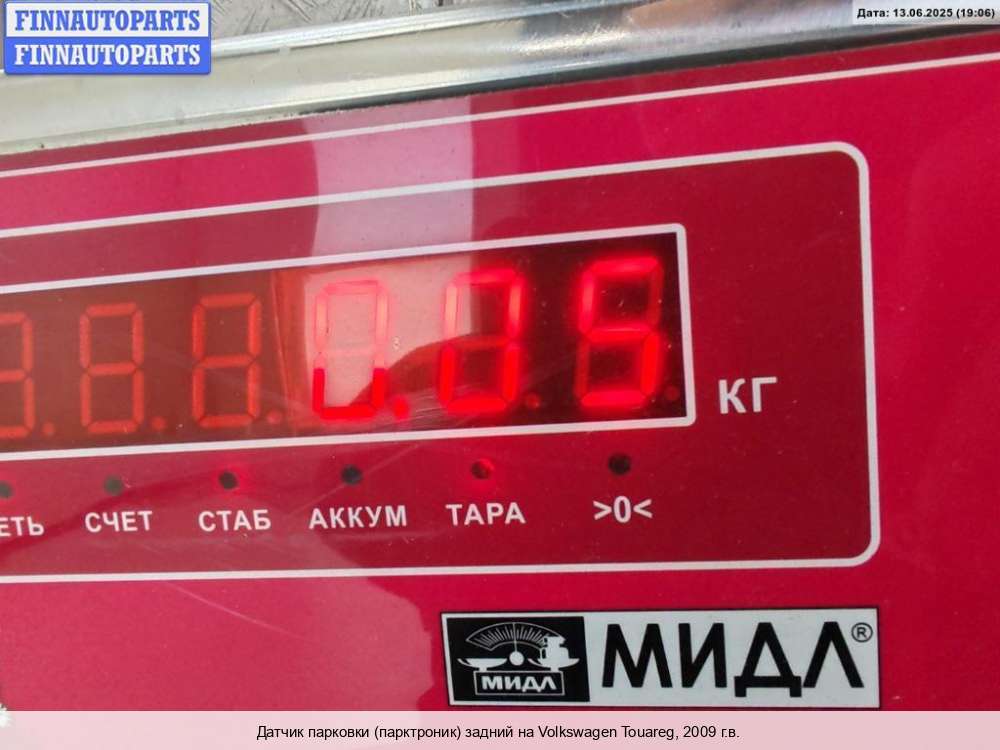 FINNAUTOPARTS
FINNAUTOPARTS
Дата: 13.06.2025 (19:06)
0.05
КГ
СЧЕТ СТАБ АККУМ ТАРА >0<
МИДЛ
МИДЛ®
Датчик парковки (парктроник) задний на Volkswagen Touareg, 2009 г.в.